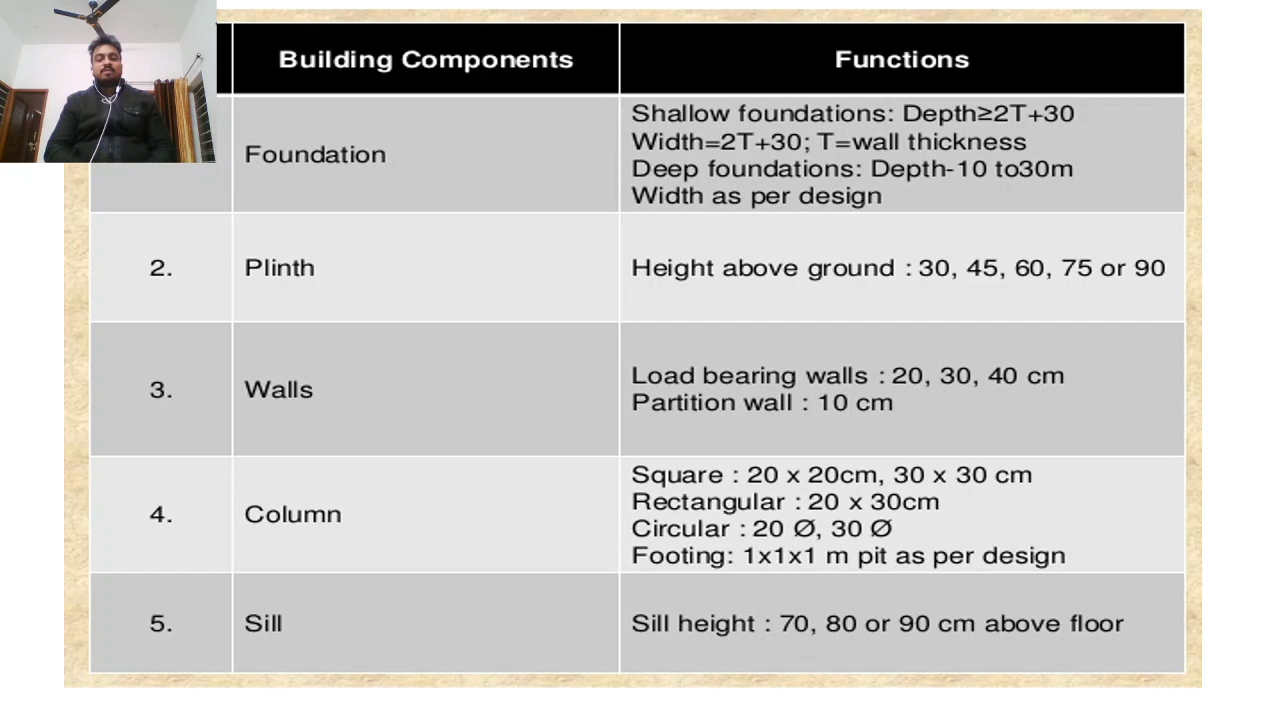 Building Components
Functions
Foundation
Shallow foundations: Depth≥2T+30
Width=2T+30; T=wall thickness
Deep foundations: Depth-10 to30m
Width as per design
2.
Plinth
Height above ground : 30, 45, 60, 75 or 90
3.
Walls
Load bearing walls : 20, 30, 40 cm
Partition wall : 10 cm
4.
Column
Square : 20 x 20cm, 30 x 30 cm
Rectangular : 20 x 30cm
Circular : 20 Ø, 30 Ø
Footing: 1x1x1 m pit as per design
5.
Sill
Sill height : 70, 80 or 90 cm above floor